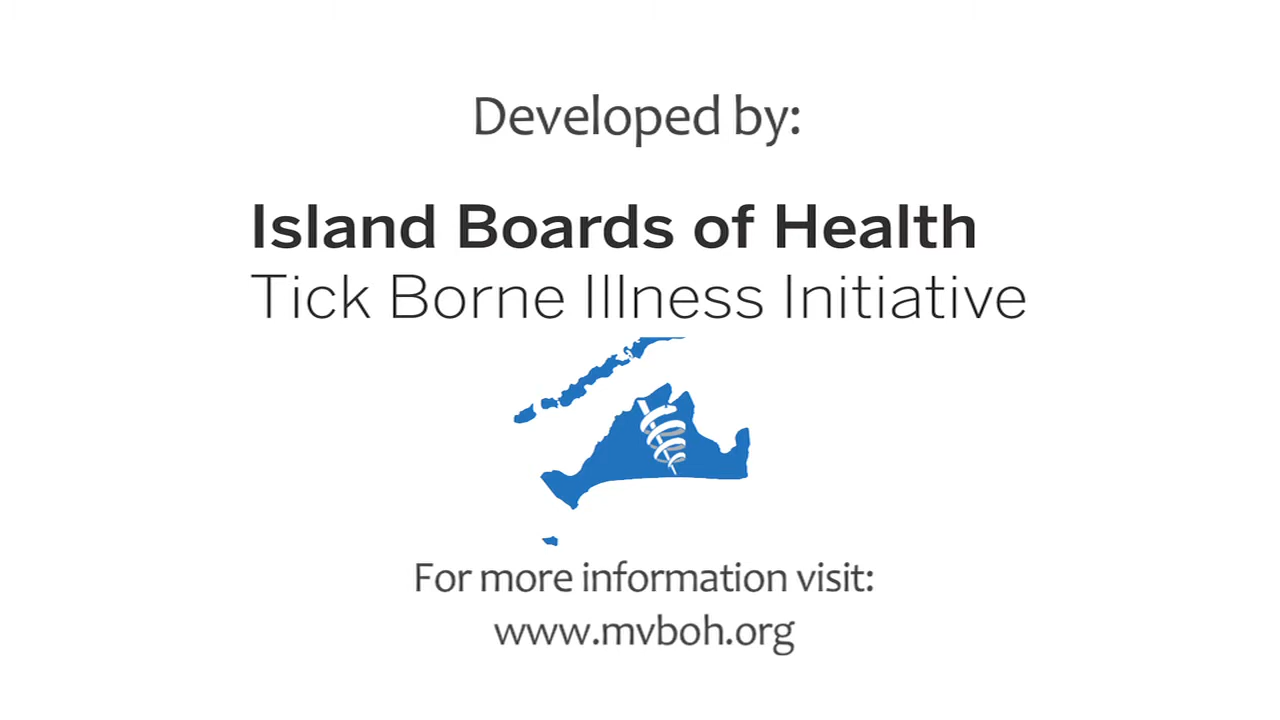 Developed by:
Island Boards of Health
Tick Borne Illness Initiative
For more information visit:
www.mvboh.org